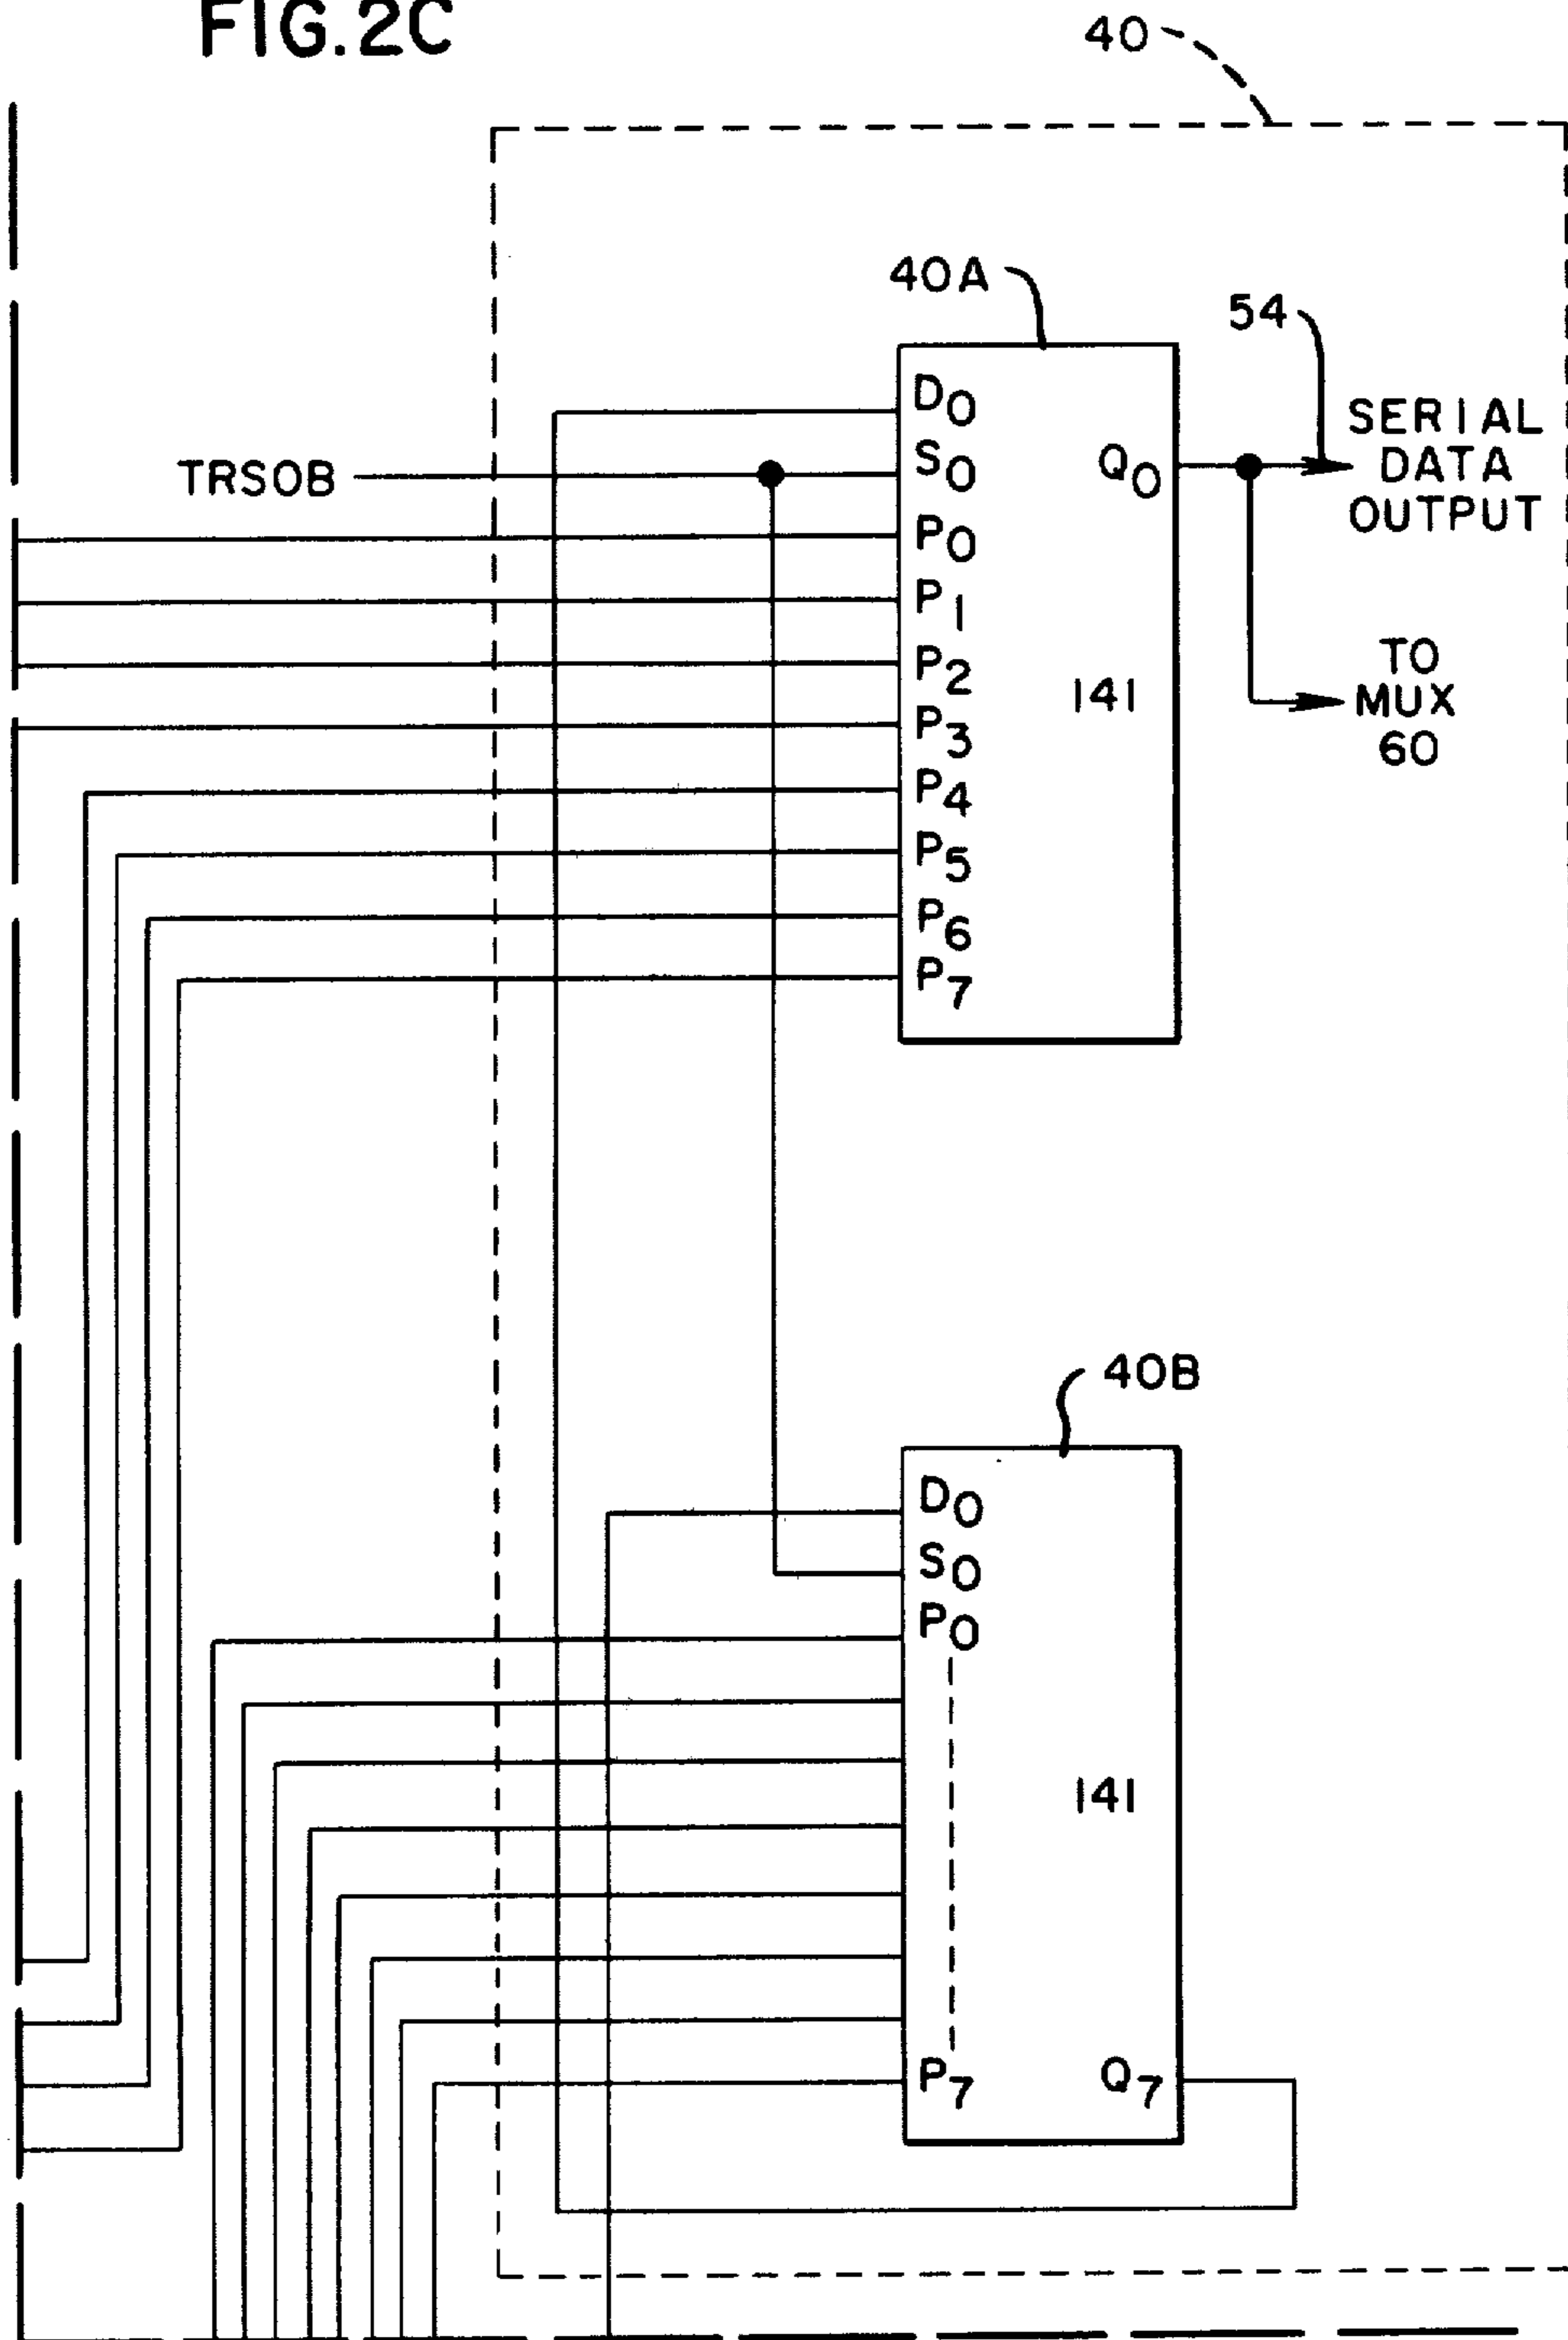 FIG.2C
40
40A
54
D0
S0
Q0
SERIAL
DATA
OUTPUT
TRSOB
P0
P1
P2
TO
MUX
60
141
P3
P4
P5
P6
P7
40B
D0
S0
P0
141
P7
Q7